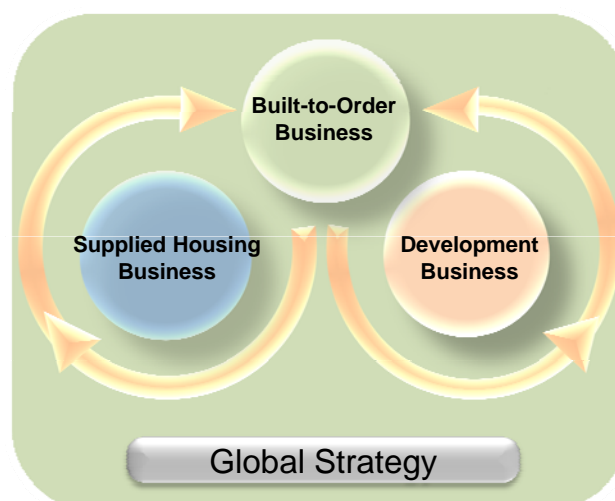 Built-to-Order
Business
Supplied Housing
Business
Development
Business
Global Strategy